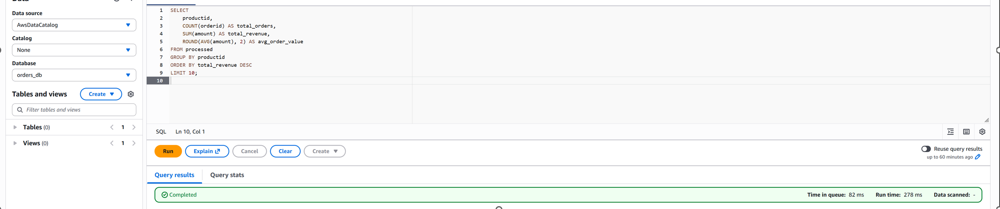 Data
Data source
AwsDataCatalog
Catalog
None
Database
orders_db
Tables and views
Create
Filter tables and views
Tables (0)
1
Views (0)
1
1 SELECT
2 productid,
3 COUNT(orderid) AS total_orders,
4 SUM(amount) AS total_revenue,
5 ROUND(AVG(amount), 2) AS avg_order_value
6 FROM processed
7 GROUP BY productid
8 ORDER BY total_revenue DESC
9 LIMIT 10;
10
SQL Ln 10, Col 1
Run Explain Cancel Clear Create
Reuse query results
up to 60 minutes ago
Query results Query stats
Completed Time in queue: 82 ms Run time: 278 ms Data scanned: -